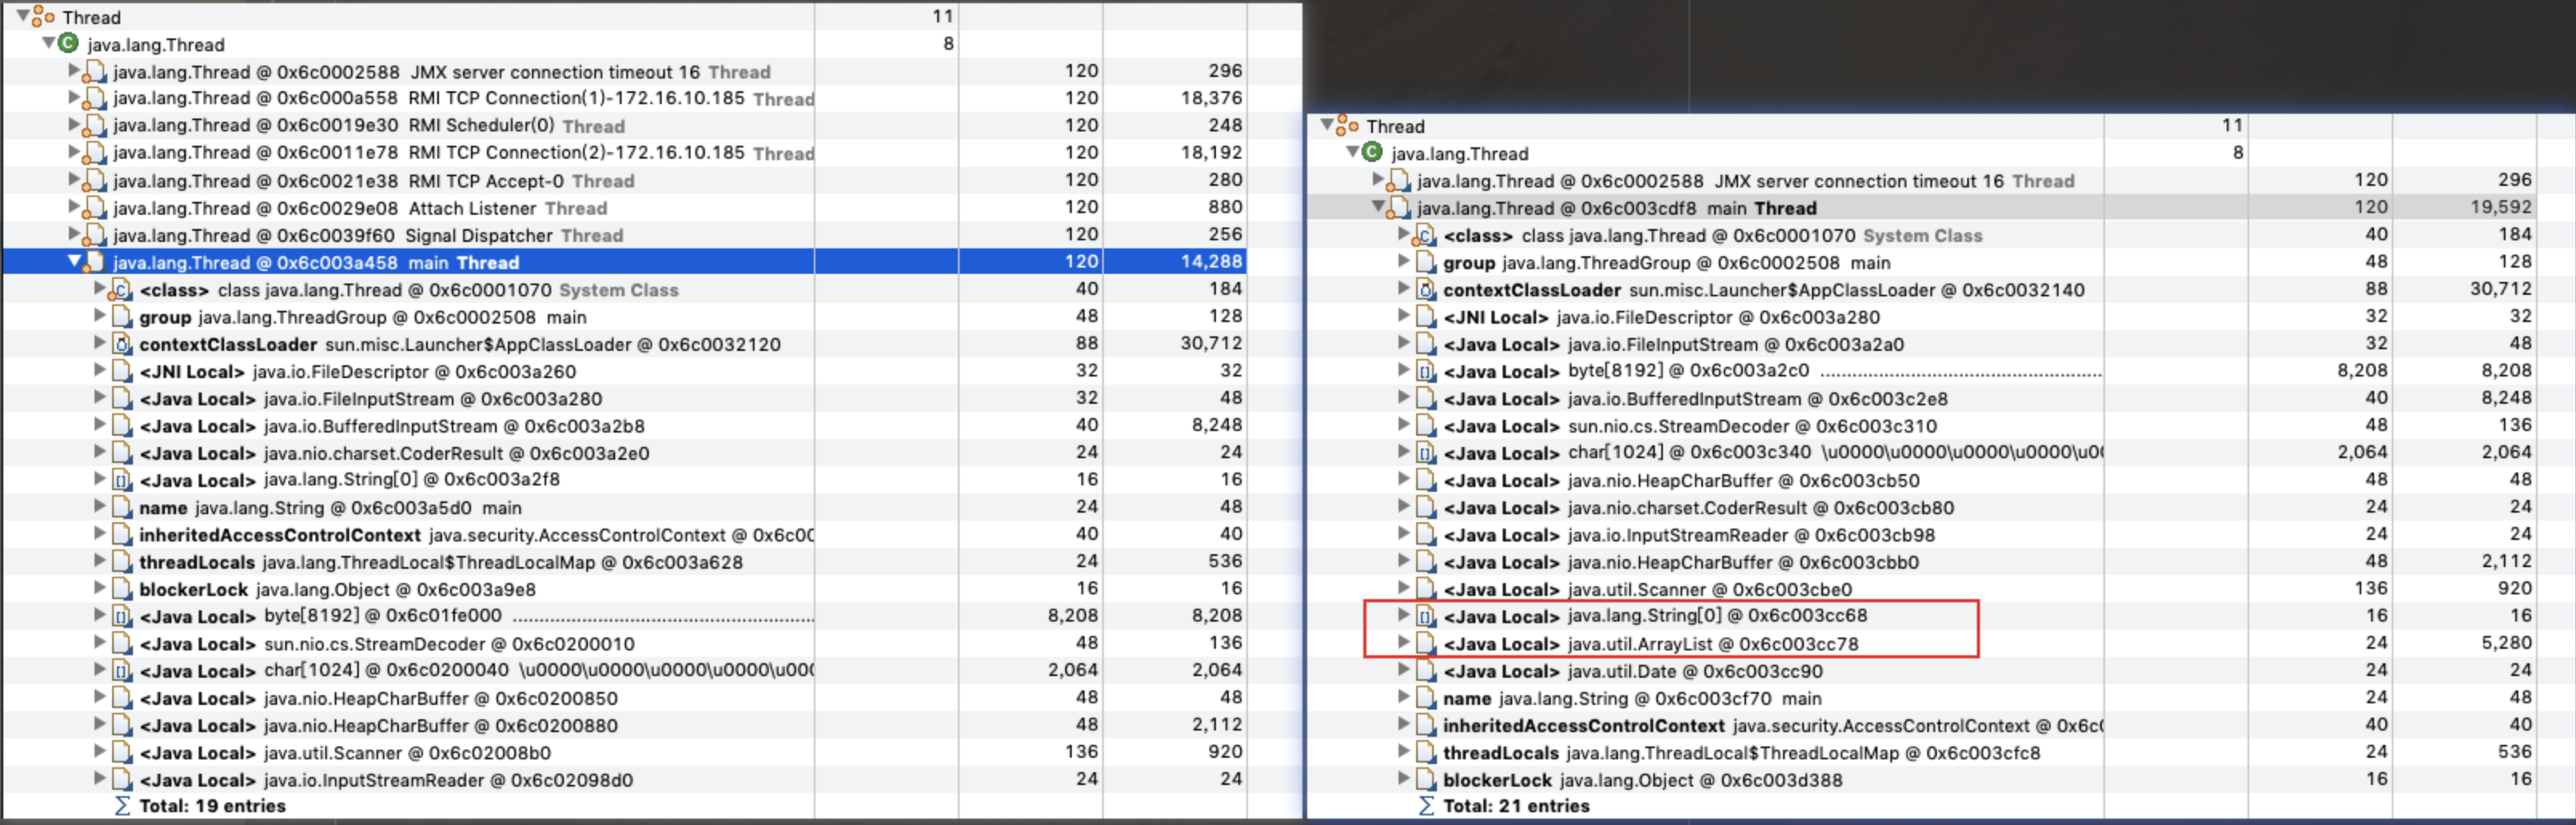 Thread 11
java.lang.Thread 8
java.lang.Thread @ 0x6c0002588 JMX server connection timeout 16 Thread 120 296
java.lang.Thread @ 0x6c000a558 RMI TCP Connection(1)-172.16.10.185 Thread 120 18,376
java.lang.Thread @ 0x6c0019e30 RMI Scheduler(0) Thread 120 248
java.lang.Thread @ 0x6c0011e78 RMI TCP Connection(2)-172.16.10.185 Thread 120 18,192
java.lang.Thread @ 0x6c0021e38 RMI TCP Accept-0 Thread 120 280
java.lang.Thread @ 0x6c0029e08 Attach Listener Thread 120 880
java.lang.Thread @ 0x6c0039f60 Signal Dispatcher Thread 120 256
java.lang.Thread @ 0x6c003a458 main Thread 120 14,288
<class> class java.lang.Thread @ 0x6c0001070 System Class 40 184
group java.lang.ThreadGroup @ 0x6c0002508 main 48 128
contextClassLoader sun.misc.Launcher$AppClassLoader @ 0x6c0032120 88 30,712
<JNI Local> java.io.FileDescriptor @ 0x6c003a260 32 32
<Java Local> java.io.FileInputStream @ 0x6c003a280 32 48
<Java Local> java.io.BufferedInputStream @ 0x6c003a2b8 40 8,248
<Java Local> java.nio.charset.CoderResult @ 0x6c003a2e0 24 24
<Java Local> java.lang.String[0] @ 0x6c003a2f8 16 16
name java.lang.String @ 0x6c003a5d0 main 24 48
inheritedAccessControlContext java.security.AccessControlContext @ 0x6c00 40 40
threadLocals java.lang.ThreadLocal$ThreadLocalMap @ 0x6c003a628 24 536
blockerLock java.lang.Object @ 0x6c003a9e8 16 16
<Java Local> byte[8192] @ 0x6c01fe000 ........................................................ 8,208 8,208
<Java Local> sun.nio.cs.StreamDecoder @ 0x6c0200010 48 136
<Java Local> char[1024] @ 0x6c0200040 \u0000\u0000\u0000\u0000\u000 2,064 2,064
<Java Local> java.nio.HeapCharBuffer @ 0x6c0200850 48 48
<Java Local> java.nio.HeapCharBuffer @ 0x6c0200880 48 2,112
<Java Local> java.util.Scanner @ 0x6c02008b0 136 920
<Java Local> java.io.InputStreamReader @ 0x6c02098d0 24 24
Total: 19 entries
Thread 11
java.lang.Thread 8
java.lang.Thread @ 0x6c0002588 JMX server connection timeout 16 Thread 120 296
java.lang.Thread @ 0x6c003cdf8 main Thread 120 19,592
<class> class java.lang.Thread @ 0x6c0001070 System Class 40 184
group java.lang.ThreadGroup @ 0x6c0002508 main 48 128
contextClassLoader sun.misc.Launcher$AppClassLoader @ 0x6c0032140 88 30,712
<JNI Local> java.io.FileDescriptor @ 0x6c003a280 32 32
<Java Local> java.io.FileInputStream @ 0x6c003a2a0 32 48
<Java Local> byte[8192] @ 0x6c003a2c0 ..................................................... 8,208 8,208
<Java Local> java.io.BufferedInputStream @ 0x6c003c2e8 40 8,248
<Java Local> sun.nio.cs.StreamDecoder @ 0x6c003c310 48 136
<Java Local> char[1024] @ 0x6c003c340 \u0000\u0000\u0000\u0000\u00 2,064 2,064
<Java Local> java.nio.HeapCharBuffer @ 0x6c003cb50 48 48
<Java Local> java.nio.charset.CoderResult @ 0x6c003cb80 24 24
<Java Local> java.io.InputStreamReader @ 0x6c003cb98 24 24
<Java Local> java.nio.HeapCharBuffer @ 0x6c003cbb0 48 2,112
<Java Local> java.util.Scanner @ 0x6c003cbe0 136 920
<Java Local> java.lang.String[0] @ 0x6c003cc68 16 16
<Java Local> java.util.ArrayList @ 0x6c003cc78 24 5,280
<Java Local> java.util.Date @ 0x6c003cc90 24 24
name java.lang.String @ 0x6c003cf70 main 24 48
inheritedAccessControlContext java.security.AccessControlContext @ 0x6c 40 40
threadLocals java.lang.ThreadLocal$ThreadLocalMap @ 0x6c003cfc8 24 536
blockerLock java.lang.Object @ 0x6c003d388 16 16
Total: 21 entries